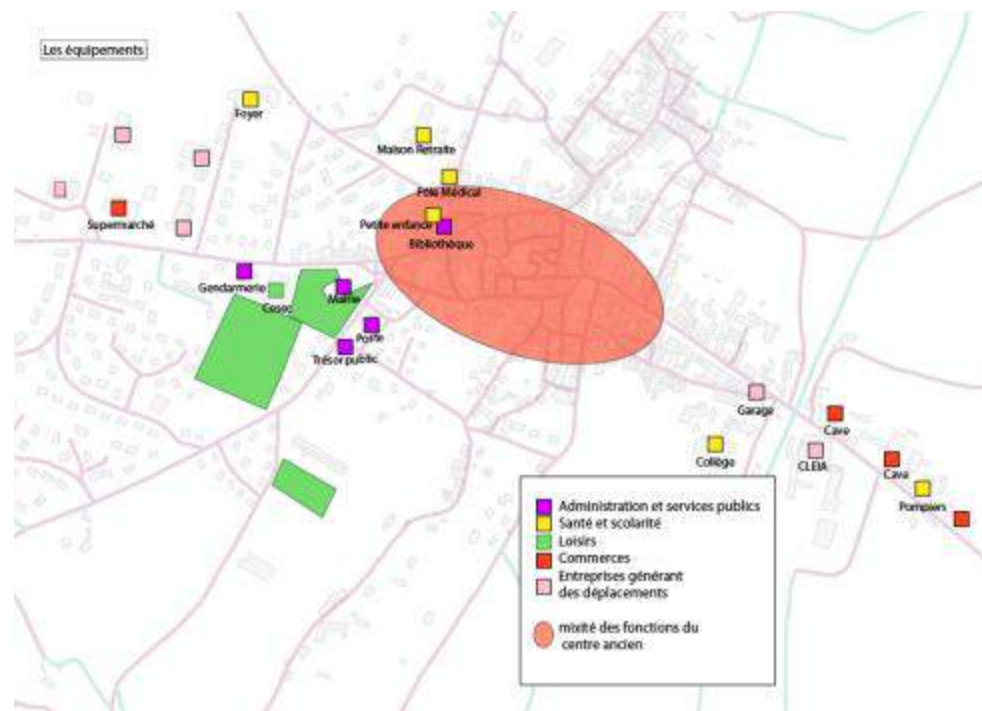 Les équipements
Foyer
Maison Retraite
Pôle Médical
Petite enfance
Bibliothèque
Supermarché
Gendarmerie
Mairie
Poste
Trésor public
Garage
Cave
Collège
CLEIA
Cave
Pompiers
Administration et services publics
Santé et scolarité
Loisirs
Commerces
Entreprises générant
des déplacements
mixité des fonctions du
centre ancien